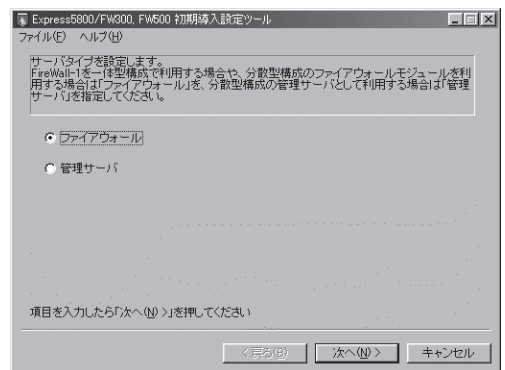 Express5800/FW300, FW500 初期導入設定ツール
ファイル(F) ヘルプ(H)
サーバタイプを設定します。
FireWall-1を一体型構成で利用する場合や、分散型構成のファイアウォールモジュールを利
用する場合は「ファイアウォール」を、分散型構成の管理サーバとして利用する場合は「管理
サーバ」を指定してください。
ファイアウォール
管理サーバ
項目を入力したら「次へ(N) >」を押してください
< 戻る(B) 次へ(N) > キャンセル